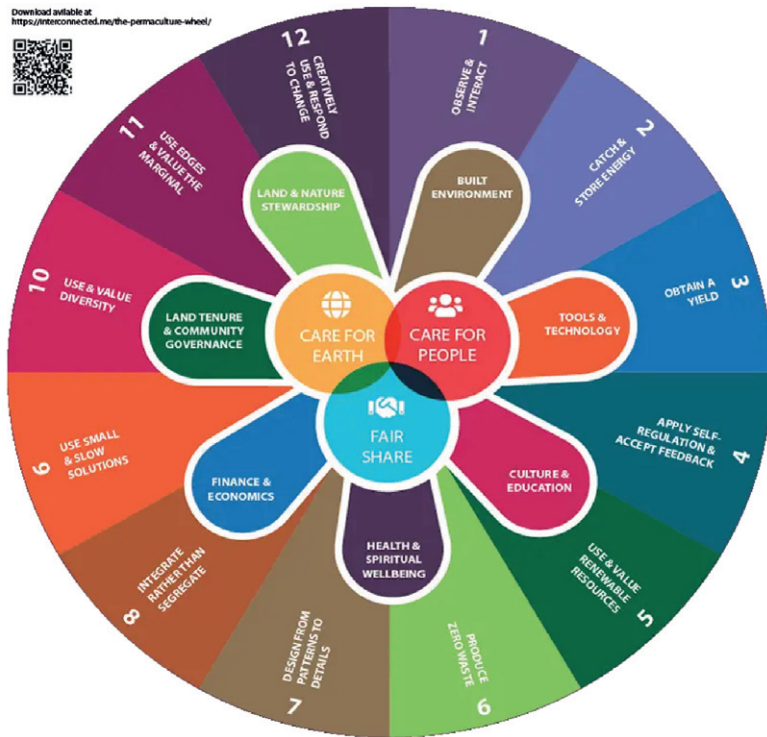 Download avilable at
https://interconnected.me/the-permaculture-wheel/
12
CREATIVELY
USE & RESPOND
TO CHANGE
1
OBSERVE &
INTERACT
2
CATCH &
STORE ENERGY
3
OBTAIN A
YIELD
4
APPLY SELF-
REGULATION &
ACCEPT FEEDBACK
5
USE & VALUE
RENEWABLE
RESOURCES
6
PRODUCE
ZERO WASTE
7
DESIGN FROM
PATTERNS TO
DETAILS
8
INTEGRATE
RATHER THAN
SEGREGATE
9
USE SMALL
& SLOW
SOLUTIONS
10
USE & VALUE
DIVERSITY
11
USE EDGES
& VALUE THE
MARGINAL
LAND & NATURE
STEWARDSHIP
BUILT
ENVIRONMENT
TOOLS &
TECHNOLOGY
CULTURE &
EDUCATION
HEALTH &
SPIRITUAL
WELLBEING
FINANCE &
ECONOMICS
LAND TENURE
& COMMUNITY
GOVERNANCE
CARE FOR
EARTH
CARE FOR
PEOPLE
FAIR
SHARE